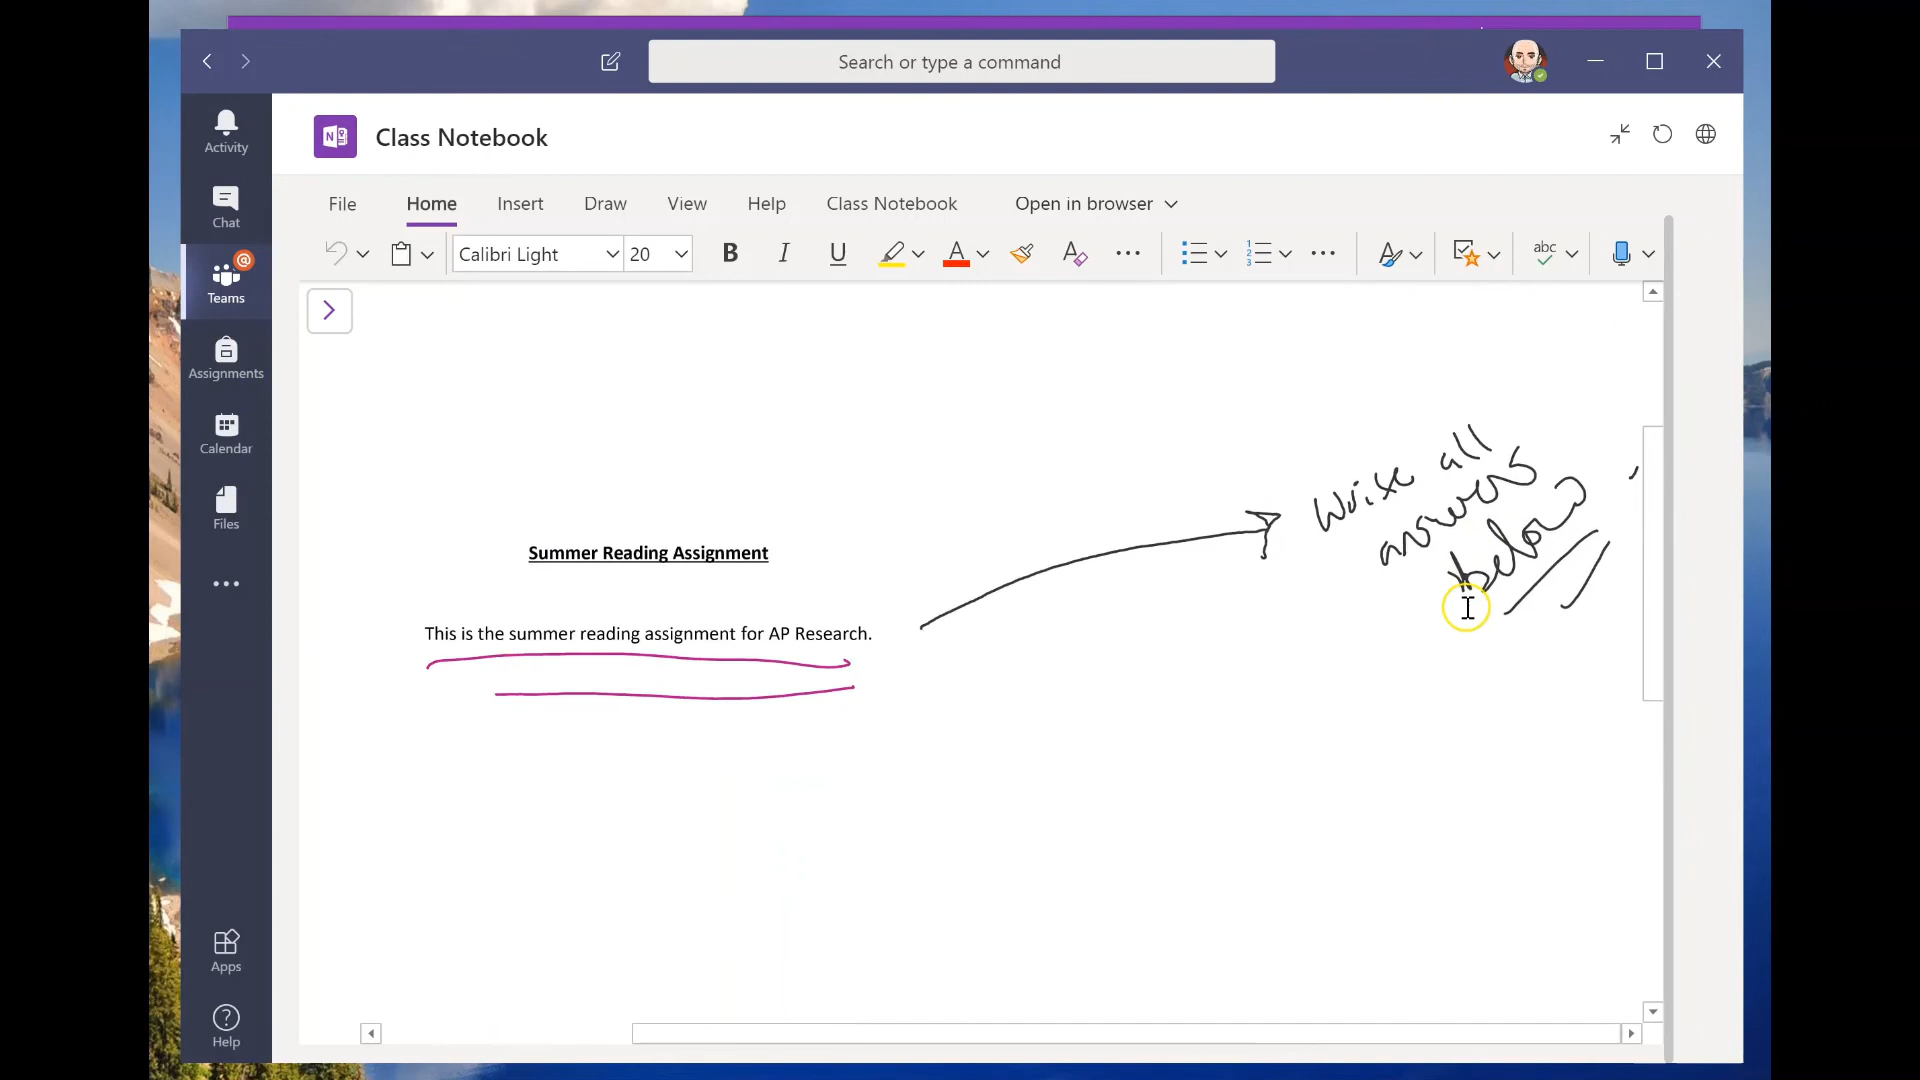 Search or type a command
Activity
Chat
Teams
Assignments
Calendar
Files
Apps
Help
N Class Notebook
File Home Insert Draw View Help Class Notebook Open in browser
Calibri Light 20 B I U A A abc
Write all
answers
below
Summer Reading Assignment
This is the summer reading assignment for AP Research.